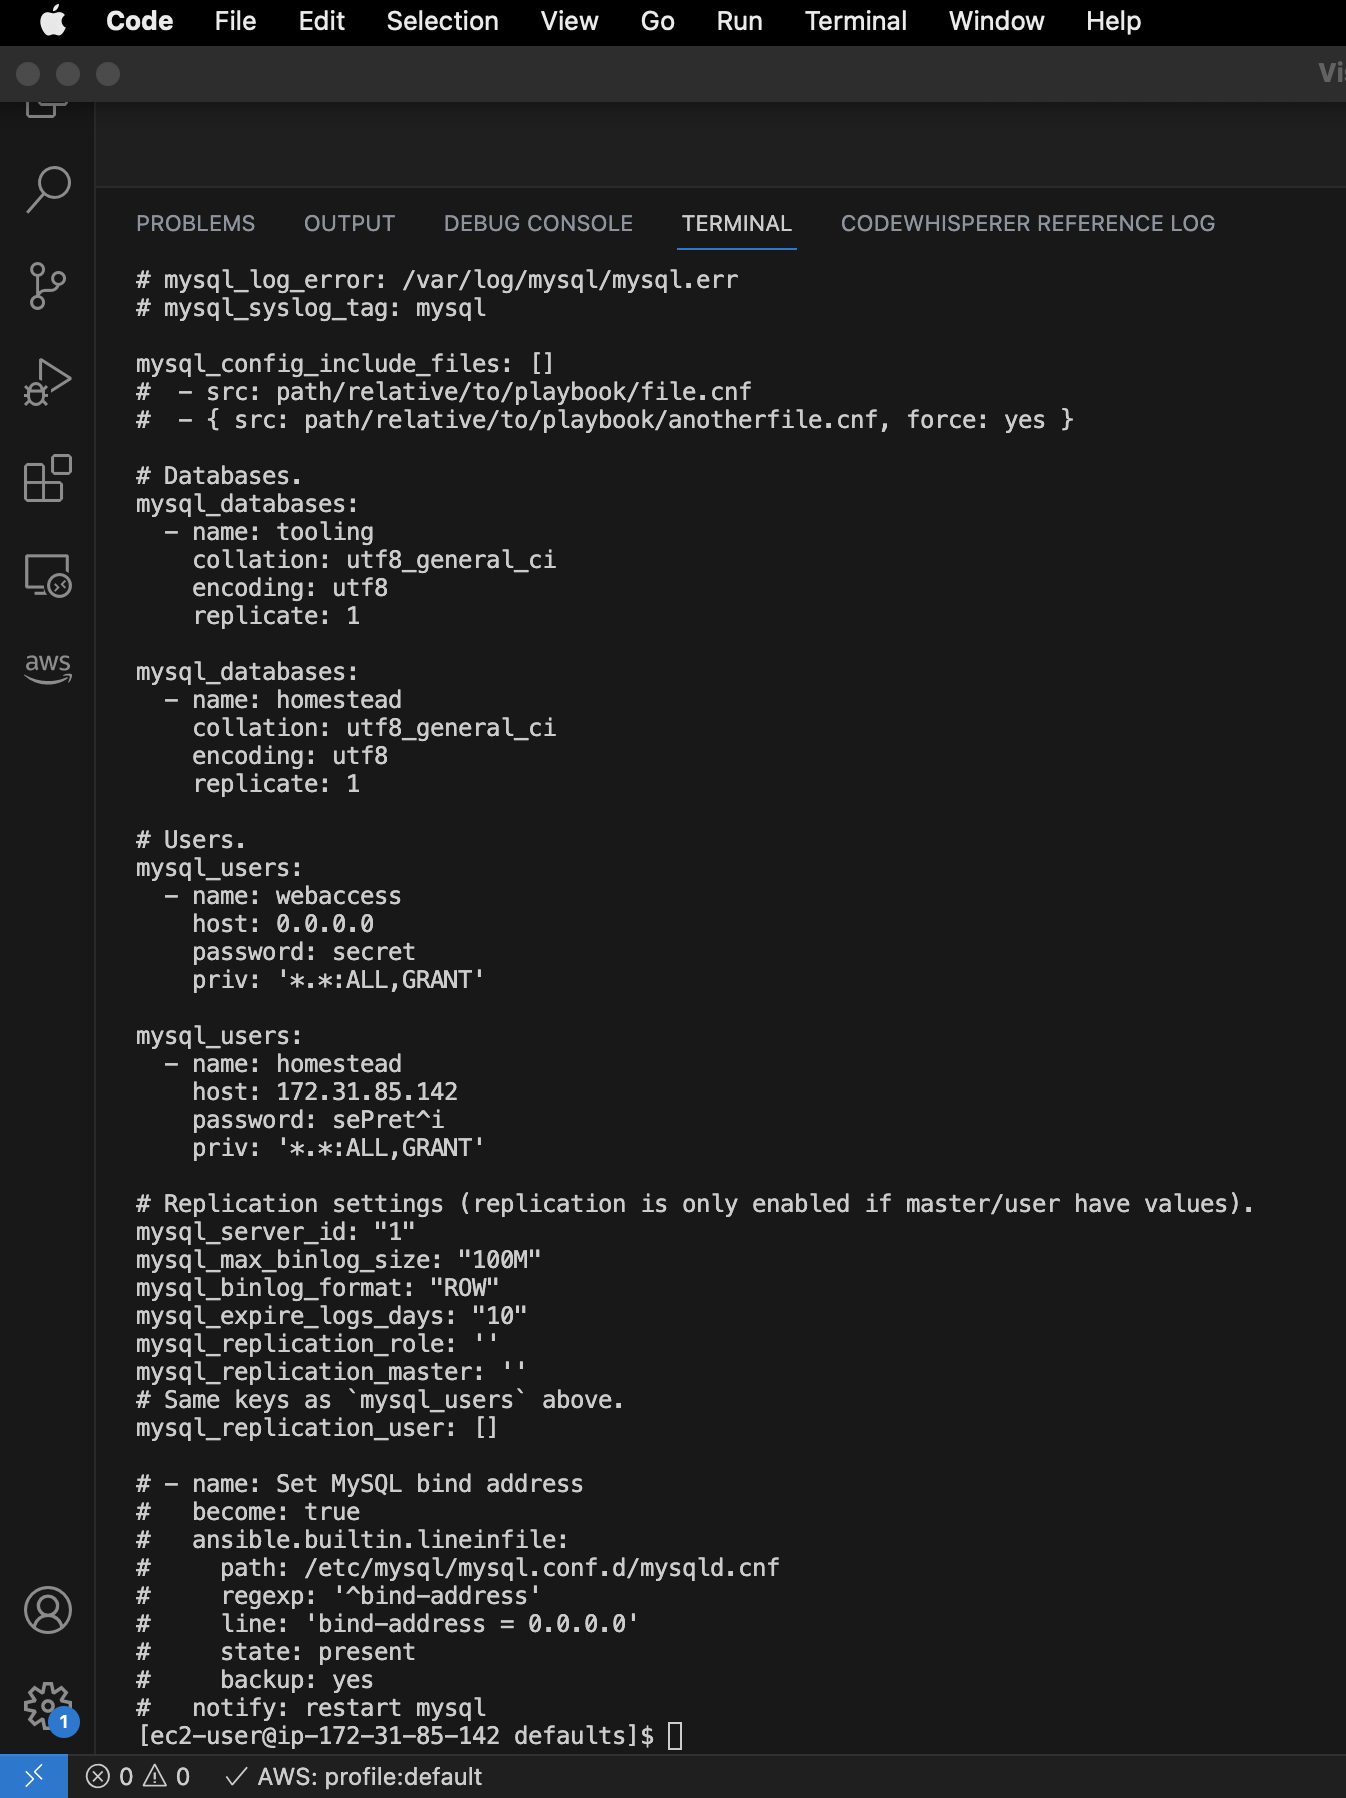 Code File Edit Selection View Go Run Terminal Window Help
PROBLEMS OUTPUT DEBUG CONSOLE TERMINAL CODEWHISPERER REFERENCE LOG
# mysql_log_error: /var/log/mysql/mysql.err
# mysql_syslog_tag: mysql
mysql_config_include_files: []
#  - src: path/relative/to/playbook/file.cnf
#  - { src: path/relative/to/playbook/anotherfile.cnf, force: yes }
# Databases.
mysql_databases:
  - name: tooling
    collation: utf8_general_ci
    encoding: utf8
    replicate: 1
mysql_databases:
  - name: homestead
    collation: utf8_general_ci
    encoding: utf8
    replicate: 1
# Users.
mysql_users:
  - name: webaccess
    host: 0.0.0.0
    password: secret
    priv: '*.*:ALL,GRANT'
mysql_users:
  - name: homestead
    host: 172.31.85.142
    password: sePret^i
    priv: '*.*:ALL,GRANT'
# Replication settings (replication is only enabled if master/user have values).
mysql_server_id: "1"
mysql_max_binlog_size: "100M"
mysql_binlog_format: "ROW"
mysql_expire_logs_days: "10"
mysql_replication_role: ''
mysql_replication_master: ''
# Same keys as `mysql_users` above.
mysql_replication_user: []
# - name: Set MySQL bind address
#   become: true
#   ansible.builtin.lineinfile:
#     path: /etc/mysql/mysql.conf.d/mysqld.cnf
#     regexp: '^bind-address'
#     line: 'bind-address = 0.0.0.0'
#     state: present
#     backup: yes
#   notify: restart mysql
[ec2-user@ip-172-31-85-142 defaults]$
aws
1
0 0 AWS: profile:default